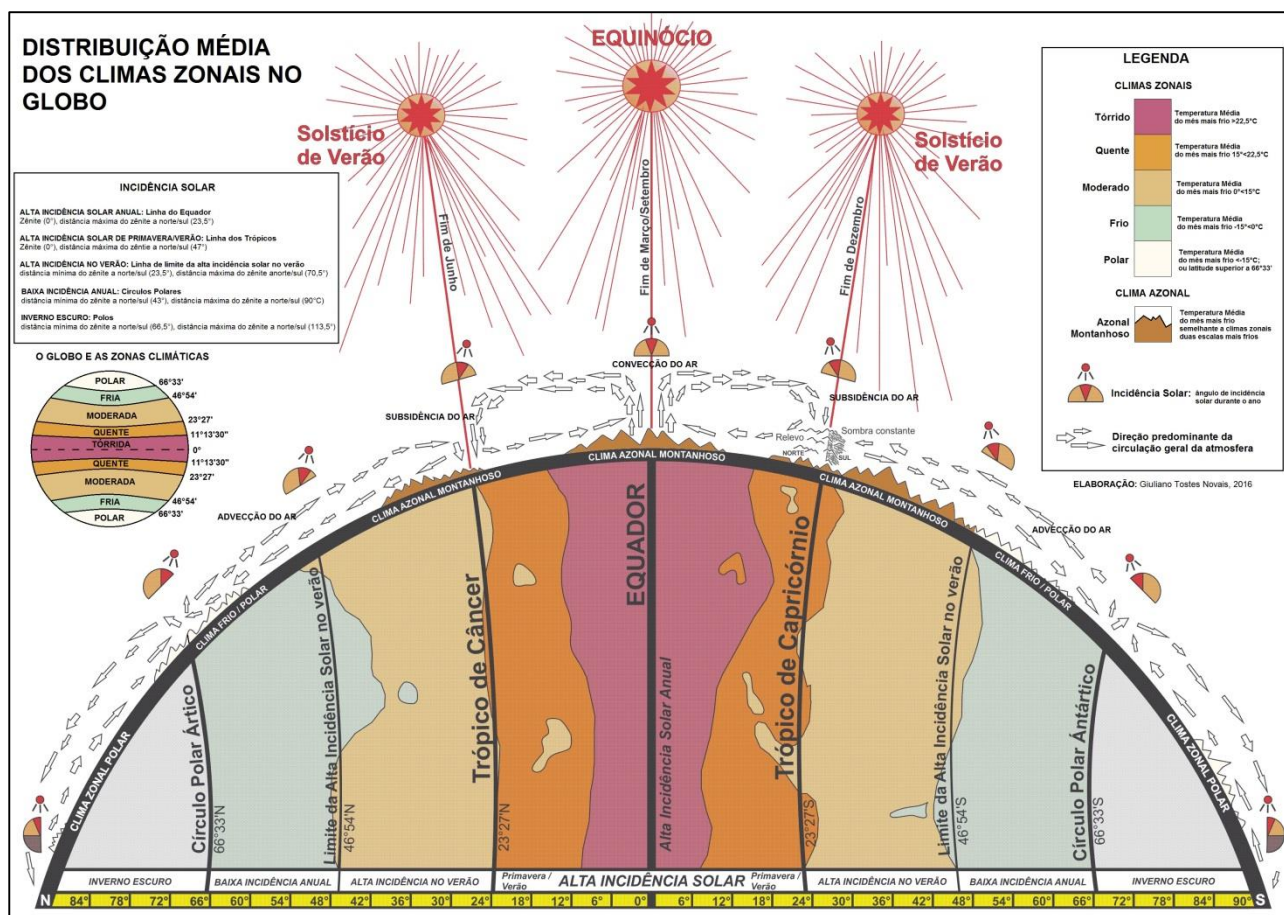 DISTRIBUIÇÃO MÉDIA
DOS CLIMAS ZONAIS NO
GLOBO
EQUINÓCIO
Solstício
de Verão
Solstício
de Verão
Fim de Junho
Fim de Março/Setembro
Fim de Dezembro
INCIDÊNCIA SOLAR
ALTA INCIDÊNCIA SOLAR ANUAL: Linha do Equador
Zênite (0°), distância máxima do zênite a norte/sul (23,5°)
ALTA INCIDÊNCIA SOLAR DE PRIMAVERA/VERÃO: Linha dos Trópicos
Zênite (0°), distância máxima do zêntie a norte/sul (47°)
ALTA INCIDÊNCIA NO VERÃO: Linha de limite da alta incidência solar no verão
distância mínima do zênite a norte/sul (23,5°), distância máxima do zênite anorte/sul (70,5°)
BAIXA INCIDÊNCIA ANUAL: Círculos Polares
distância mínima do zênite a norte/sul (43°), distância máxima do zênite a norte/sul (90°C)
INVERNO ESCURO: Polos
distância mínima do zênite a norte/sul (66,5°), distância máxima do zênite a norte/sul (113,5°)
O GLOBO E AS ZONAS CLIMÁTICAS
POLAR
66°33'
FRIA
46°54'
MODERADA
23°27'
QUENTE
11°13'30"
TÓRRIDA
0°
QUENTE
11°13'30"
MODERADA
23°27'
FRIA
46°54'
POLAR
66°33'
LEGENDA
CLIMAS ZONAIS
Tórrido
Temperatura Média
do mês mais frio >22,5°C
Quente
Temperatura Média
do mês mais frio 15°<22,5°C
Moderado
Temperatura Média
do mês mais frio 0°<15°C
Frio
Temperatura Média
do mês mais frio -15°<0°C
Polar
Temperatura Média
do mês mais frio <-15°C;
ou latitude superior a 66°33'
CLIMA AZONAL
Azonal
Montanhoso
Temperatura Média
do mês mais frio
semelhante a climas zonais
duas escalas mais frios
Incidência Solar: ângulo de incidência
solar durante o ano
Direção predominante da
circulação geral da atmosfera
ELABORAÇÃO: Giuliano Tostes Novais, 2016
CONVECÇÃO DO AR
SUBSIDÊNCIA DO AR
SUBSIDÊNCIA DO AR
ADVECÇÃO DO AR
ADVECÇÃO DO AR
Relevo
Sombra constante
NORTE
SUL
CLIMA ZONAL POLAR
CLIMA FRIO / POLAR
CLIMA AZONAL MONTANHOSO
CLIMA AZONAL MONTANHOSO
CLIMA AZONAL MONTANHOSO
CLIMA FRIO / POLAR
CLIMA ZONAL POLAR
Círculo Polar Ártico
66°33'N
Limite da Alta Incidência Solar no verão
46°54'N
Trópico de Câncer
23°27'N
EQUADOR
Alta Incidência Solar Anual
Trópico de Capricórnio
23°27'S
Limite da Alta Incidência Solar no verão
46°54'S
Círculo Polar Ántártico
66°33'S
INVERNO ESCURO
BAIXA INCIDÊNCIA ANUAL
ALTA INCIDÊNCIA NO VERÃO
Primavera /
Verão
ALTA INCIDÊNCIA SOLAR
Primavera /
Verão
ALTA INCIDÊNCIA NO VERÃO
BAIXA INCIDÊNCIA ANUAL
INVERNO ESCURO
N 84° 78° 72° 66° 60° 54° 48° 36° 30° 24° 18° 12° 6° 0° 6° 12° 18° 24° 30° 36° 42° 48° 54° 60° 66° 72° 78° 84° 90° S